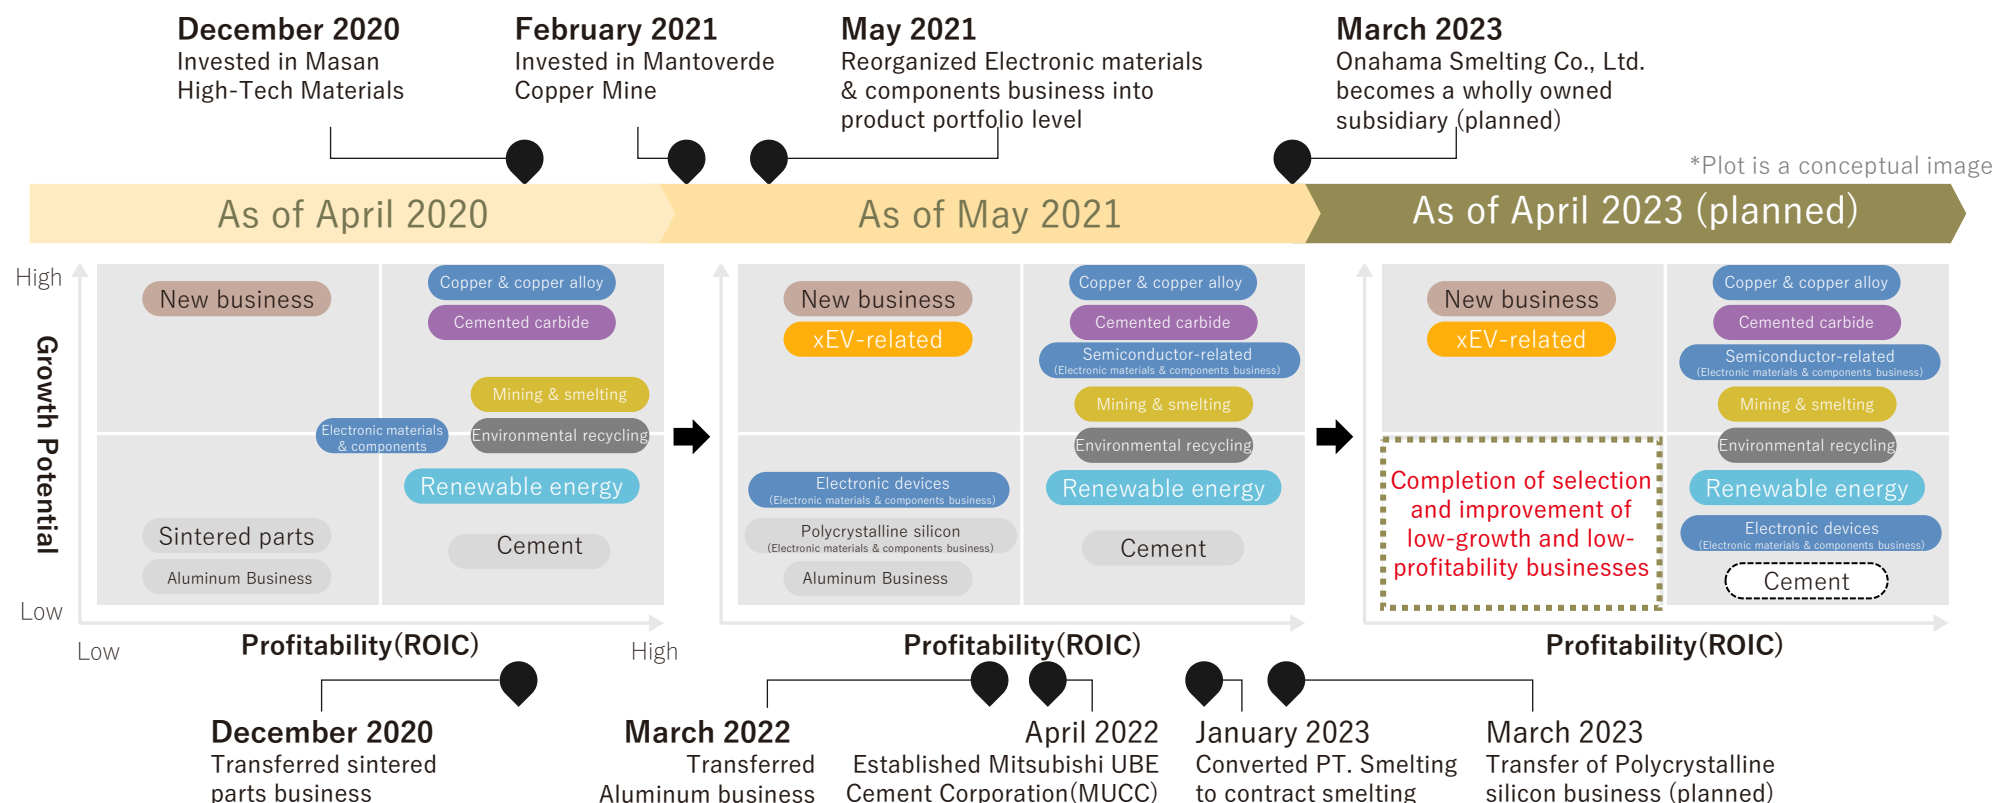 December 2020
Invested in Masan
High-Tech Materials
February 2021
Invested in Mantoverde
Copper Mine
May 2021
Reorganized Electronic materials
& components business into
product portfolio level
March 2023
Onahama Smelting Co., Ltd.
becomes a wholly owned
subsidiary (planned)
*Plot is a conceptual image
As of April 2020
As of May 2021
As of April 2023 (planned)
High
Growth Potential
Low
New business
Copper & copper alloy
Cemented carbide
Mining & smelting
Electronic materials
& components
Environmental recycling
Renewable energy
Sintered parts
Cement
Aluminum Business
Low
Profitability(ROIC)
High
New business
xEV-related
Copper & copper alloy
Cemented carbide
Semiconductor-related
(Electronic materials & components business)
Mining & smelting
Environmental recycling
Electronic devices
(Electronic materials & components business)
Renewable energy
Polycrystalline silicon
(Electronic materials & components business)
Cement
Aluminum Business
Profitability(ROIC)
New business
xEV-related
Copper & copper alloy
Cemented carbide
Semiconductor-related
(Electronic materials & components business)
Mining & smelting
Environmental recycling
Completion of selection
and improvement of
low-growth and low-
profitability businesses
Renewable energy
Electronic devices
(Electronic materials & components business)
Cement
Profitability(ROIC)
December 2020
Transferred sintered
parts business
March 2022
Transferred
Aluminum business
April 2022
Established Mitsubishi UBE
Cement Corporation(MUCC)
January 2023
Converted PT. Smelting
to contract smelting
March 2023
Transfer of Polycrystalline
silicon business (planned)